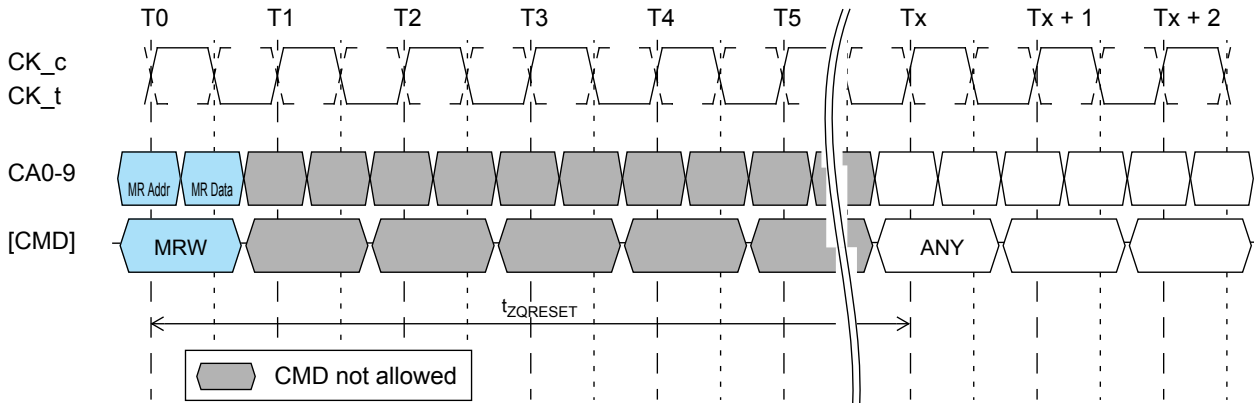 T0 T1 T2 T3 T4 T5 Tx Tx + 1 Tx + 2
CK_c
CK_t
CA0-9 MR Addr MR Data
[CMD] MRW ANY
tZQRESET
CMD not allowed